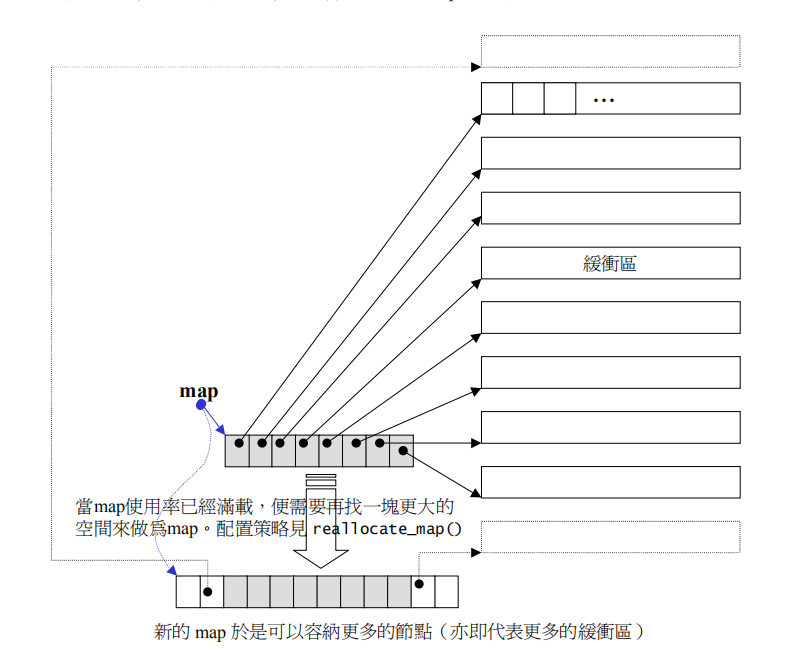 ...
緩衝區
map
當map使用率已經滿載，便需要再找一塊更大的
空間來做為map。配置策略見 reallocate_map()
新的 map 於是可以容納更多的節點（亦即代表更多的緩衝區）